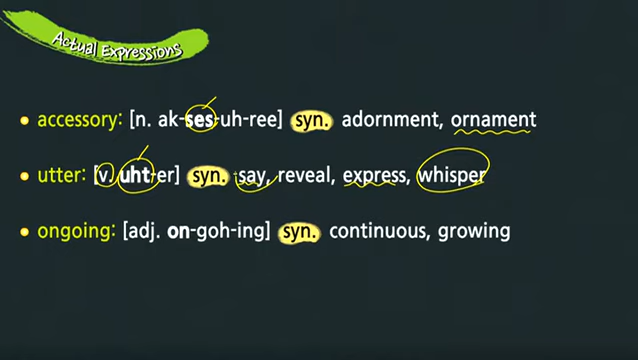 Actual Expressions
• accessory: [n. ak-ses-uh-ree] syn. adornment, ornament
• utter: [v. uht-er] syn. say, reveal, express, whisper
• ongoing: [adj. on-goh-ing] syn. continuous, growing